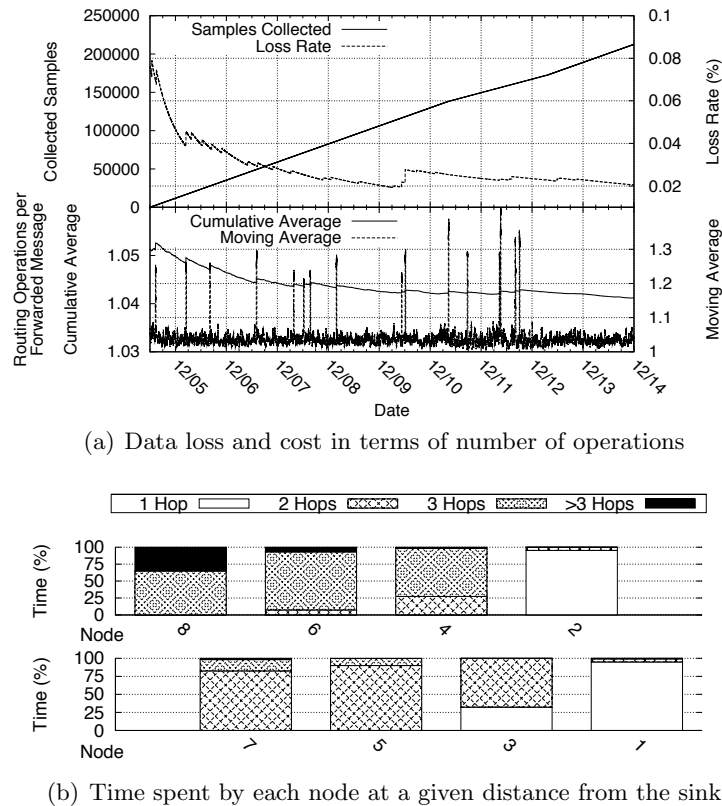 250000
200000
150000
100000
50000
0
Collected Samples
Samples Collected
Loss Rate
0.1
0.08
0.06
0.04
0.02
Loss Rate (%)
Routing Operations per
Forwarded Message
Cumulative Average
1.05
1.04
1.03
Cumulative Average
Moving Average
1.3
1.2
1.1
1
Moving Average
12/05
12/06
12/07
12/08
12/09
12/10
12/11
12/12
12/13
12/14
Date
(a) Data loss and cost in terms of number of operations
1 Hop 2 Hops 3 Hops >3 Hops
Time (%)
100
75
50
25
0
Node
8
6
4
2
Time (%)
100
75
50
25
0
Node
7
5
3
1
(b) Time spent by each node at a given distance from the sink